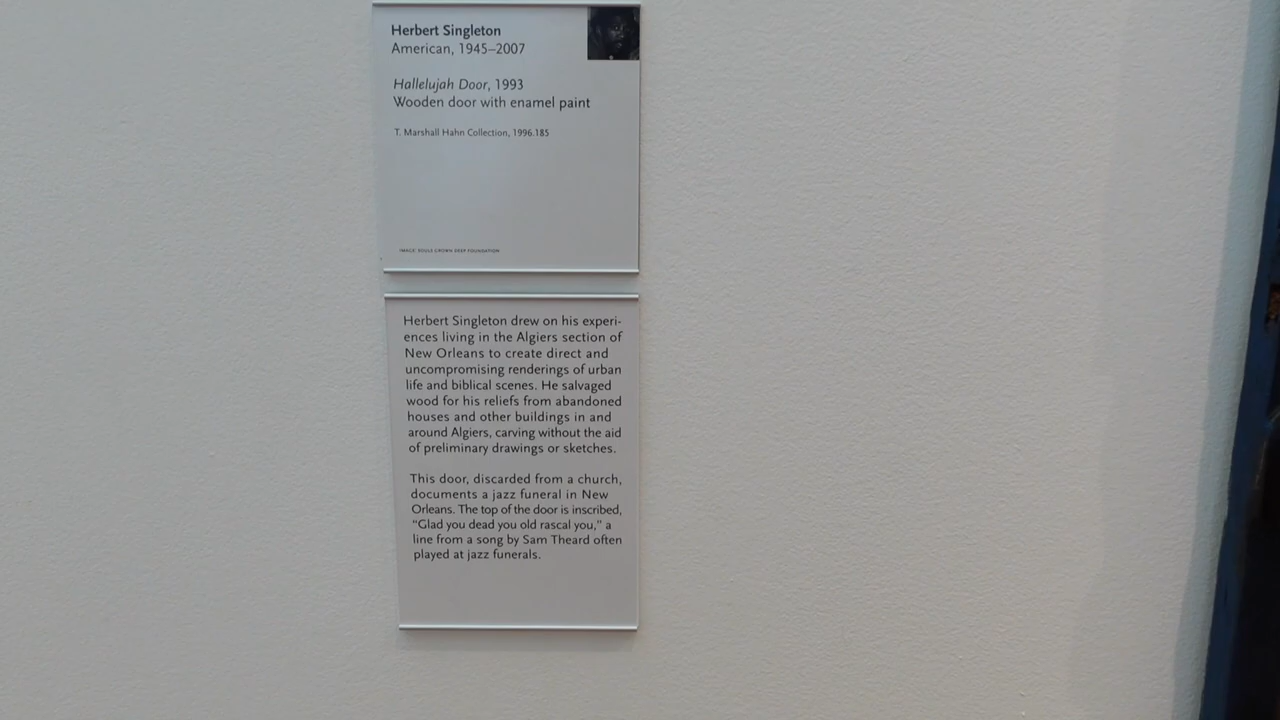 Herbert Singleton
American, 1945–2007
Hallelujah Door, 1993
Wooden door with enamel paint
T. Marshall Hahn Collection, 1996.185
IMAGE: SOULS GROWN DEEP FOUNDATION
Herbert Singleton drew on his experi-
ences living in the Algiers section of
New Orleans to create direct and
uncompromising renderings of urban
life and biblical scenes. He salvaged
wood for his reliefs from abandoned
houses and other buildings in and
around Algiers, carving without the aid
of preliminary drawings or sketches.
This door, discarded from a church,
documents a jazz funeral in New
Orleans. The top of the door is inscribed,
“Glad you dead you old rascal you,” a
line from a song by Sam Theard often
played at jazz funerals.